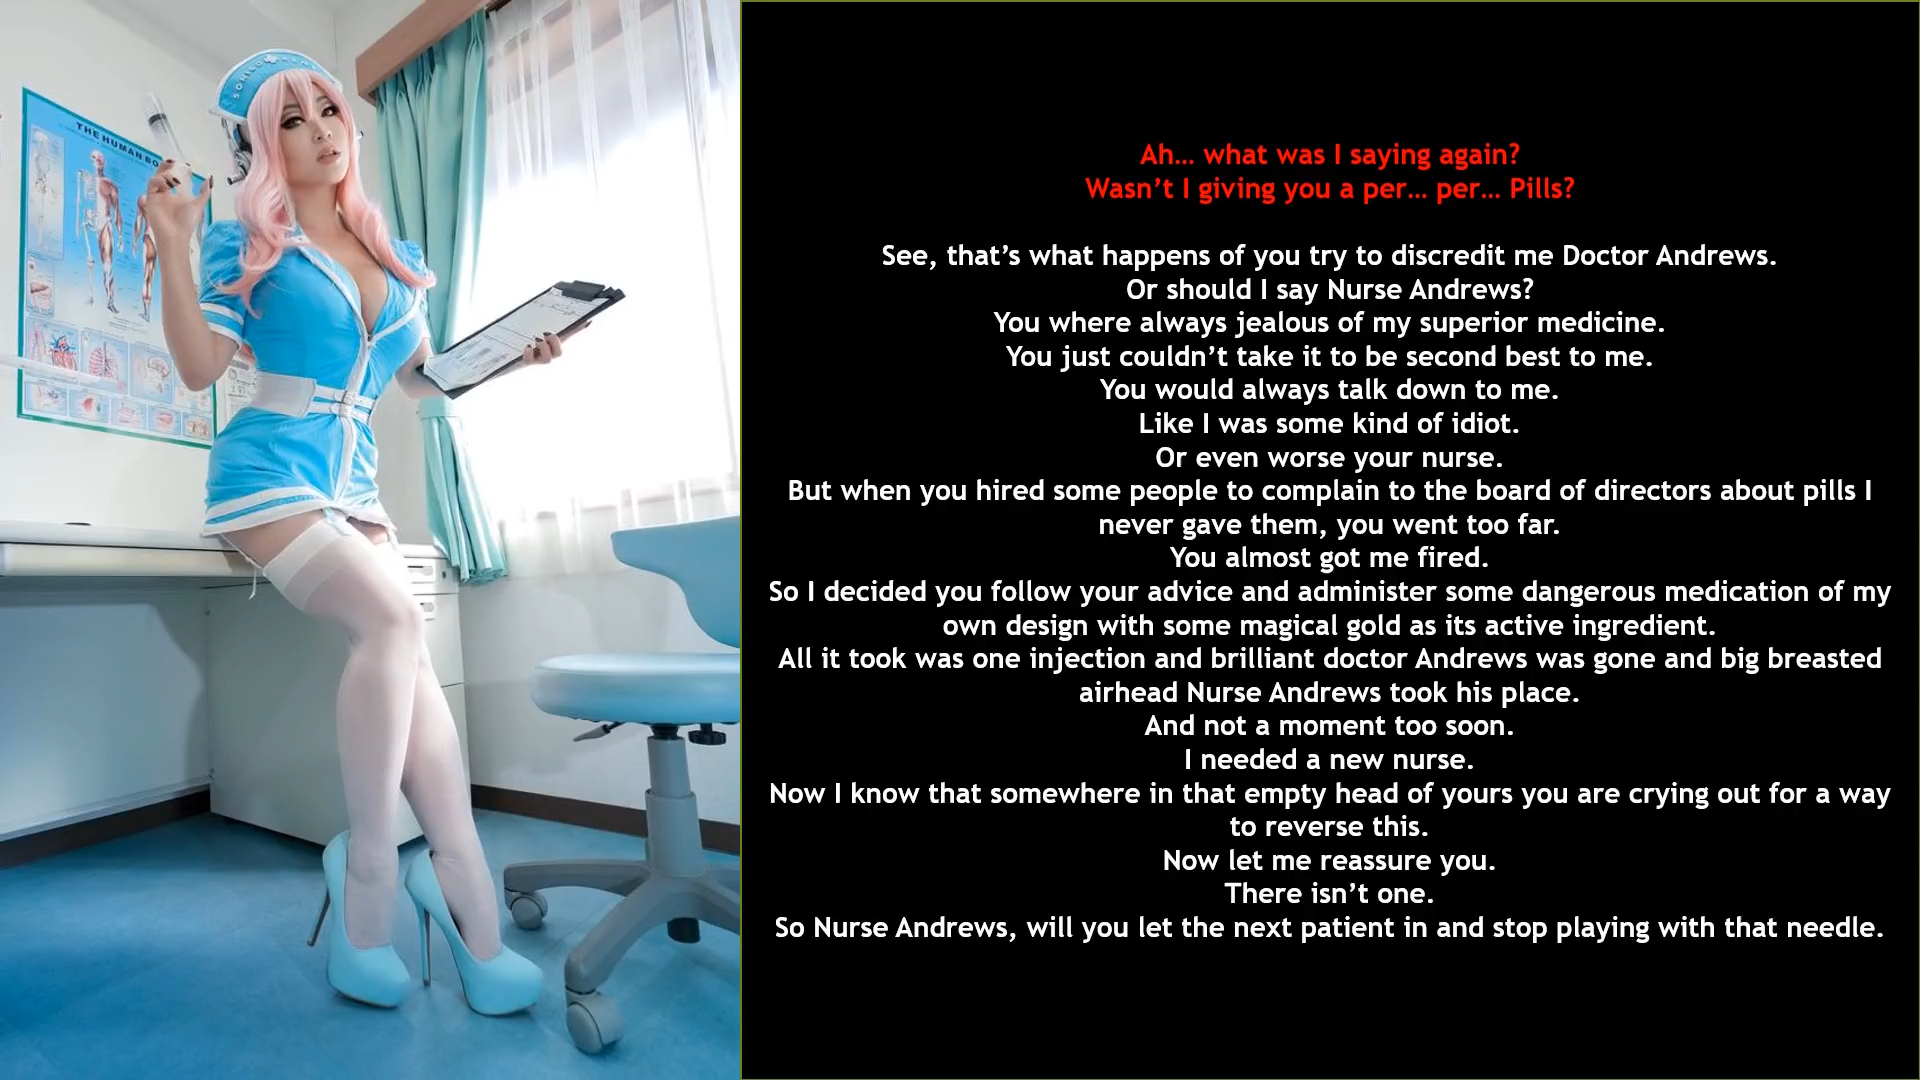 SONICO
THE HUMAN BO
Ah... what was I saying again?
Wasn't I giving you a per... per... Pills?
See, that's what happens of you try to discredit me Doctor Andrews.
Or should I say Nurse Andrews?
You where always jealous of my superior medicine.
You just couldn't take it to be second best to me.
You would always talk down to me.
Like I was some kind of idiot.
Or even worse your nurse.
But when you hired some people to complain to the board of directors about pills I
never gave them, you went too far.
You almost got me fired.
So I decided you follow your advice and administer some dangerous medication of my
own design with some magical gold as its active ingredient.
All it took was one injection and brilliant doctor Andrews was gone and big breasted
airhead Nurse Andrews took his place.
And not a moment too soon.
I needed a new nurse.
Now I know that somewhere in that empty head of yours you are crying out for a way
to reverse this.
Now let me reassure you.
There isn't one.
So Nurse Andrews, will you let the next patient in and stop playing with that needle.